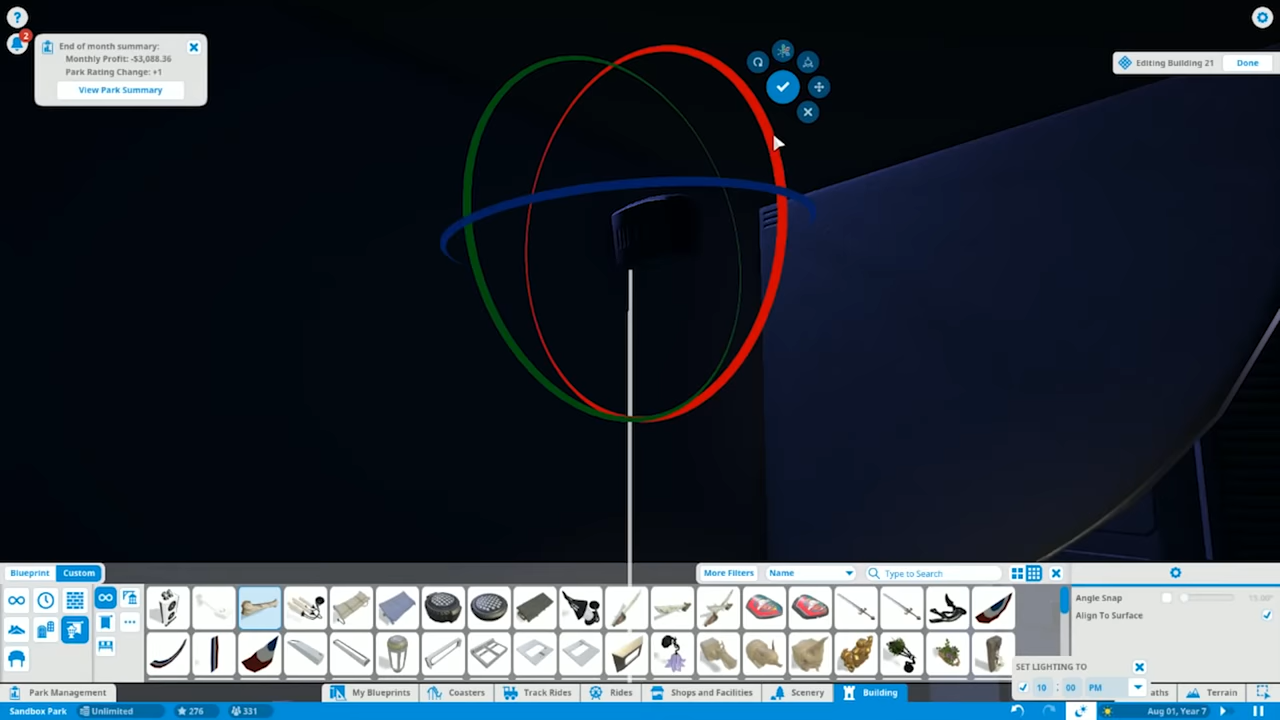 ?
2
End of month summary:
Monthly Profit: -$3,088.36
Park Rating Change: +1
View Park Summary
Editing Building 21
Done
Blueprint
Custom
More Filters
Name
Type to Search
Angle Snap
15.00°
Align To Surface
SET LIGHTING TO
10 : 00 PM
Park Management
My Blueprints
Coasters
Track Rides
Rides
Shops and Facilities
Scenery
Building
aths
Terrain
Sandbox Park
Unlimited
276
331
Aug 01, Year 7